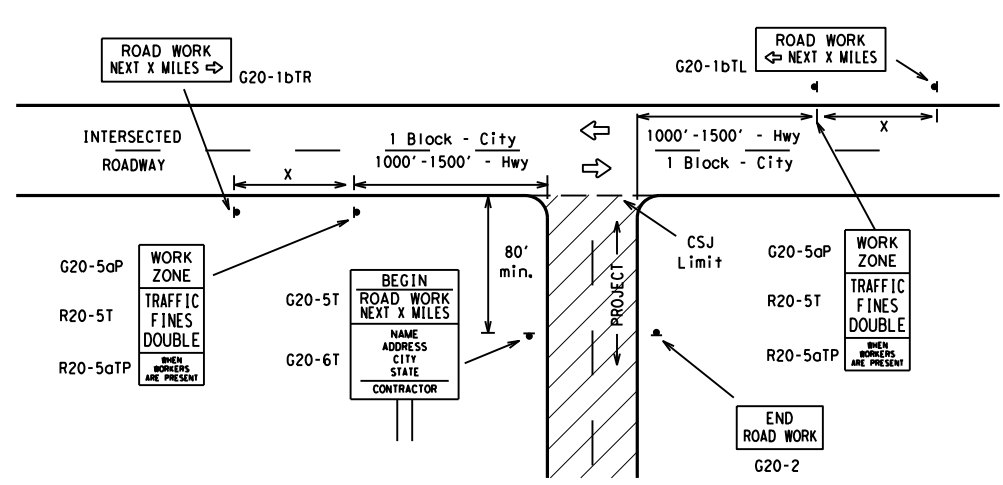 ROAD WORK
NEXT X MILES ⇨
G20-1bTR
ROAD WORK
⇦ NEXT X MILES
G20-1bTL
INTERSECTED
ROADWAY
1 Block - City
1000'-1500' - Hwy
1000'-1500' - Hwy
1 Block - City
X
X
80'
min.
CSJ
Limit
PROJECT
G20-5aP
WORK
ZONE
R20-5T
TRAFFIC
FINES
DOUBLE
R20-5aTP
WHEN
WORKERS
ARE PRESENT
G20-5T
BEGIN
ROAD WORK
NEXT X MILES
G20-6T
NAME
ADDRESS
CITY
STATE
CONTRACTOR
G20-5aP
WORK
ZONE
R20-5T
TRAFFIC
FINES
DOUBLE
R20-5aTP
WHEN
WORKERS
ARE PRESENT
END
ROAD WORK
G20-2